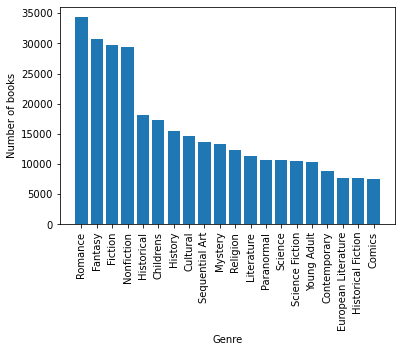 35000
30000
25000
20000
15000
10000
5000
0
Number of books
Romance
Fantasy
Fiction
Nonfiction
Historical
Childrens
History
Cultural
Sequential Art
Mystery
Religion
Literature
Paranormal
Science
Science Fiction
Young Adult
Contemporary
European Literature
Historical Fiction
Comics
Genre